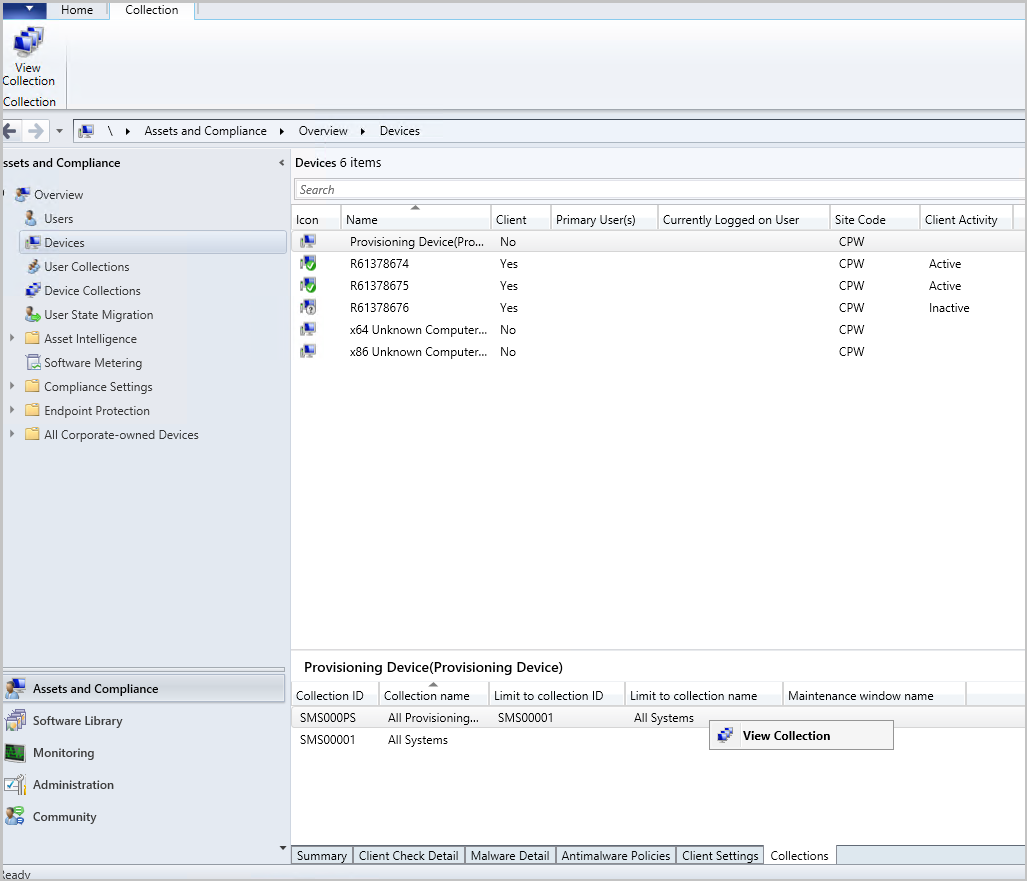 Home Collection
View
Collection
Collection
\ Assets and Compliance Overview Devices
ssets and Compliance
Overview
Users
Devices
User Collections
Device Collections
User State Migration
Asset Intelligence
Software Metering
Compliance Settings
Endpoint Protection
All Corporate-owned Devices
Assets and Compliance
Software Library
Monitoring
Administration
Community
Devices 6 items
Search
Icon Name Client Primary User(s) Currently Logged on User Site Code Client Activity
Provisioning Device(Pro... No CPW
R61378674 Yes CPW Active
R61378675 Yes CPW Active
R61378676 Yes CPW Inactive
x64 Unknown Computer... No CPW
x86 Unknown Computer... No CPW
Provisioning Device(Provisioning Device)
Collection ID Collection name Limit to collection ID Limit to collection name Maintenance window name
SMS000PS All Provisioning... SMS00001 All Systems
SMS00001 All Systems
View Collection
Summary Client Check Detail Malware Detail Antimalware Policies Client Settings Collections
Ready